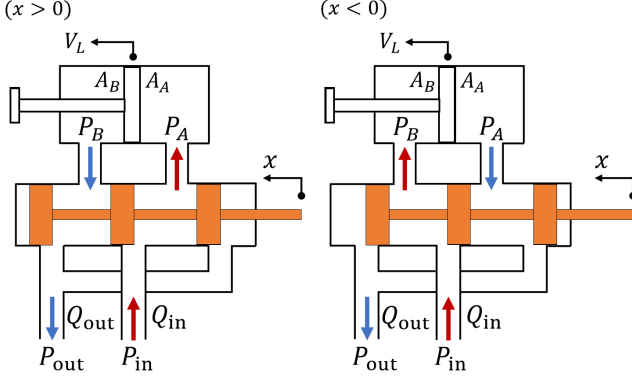 (x > 0)
(x < 0)
V_L
V_L
A_B A_A
A_B A_A
P_B P_A
P_B P_A
x
x
Q_out Q_in
Q_out Q_in
P_out P_in
P_out P_in